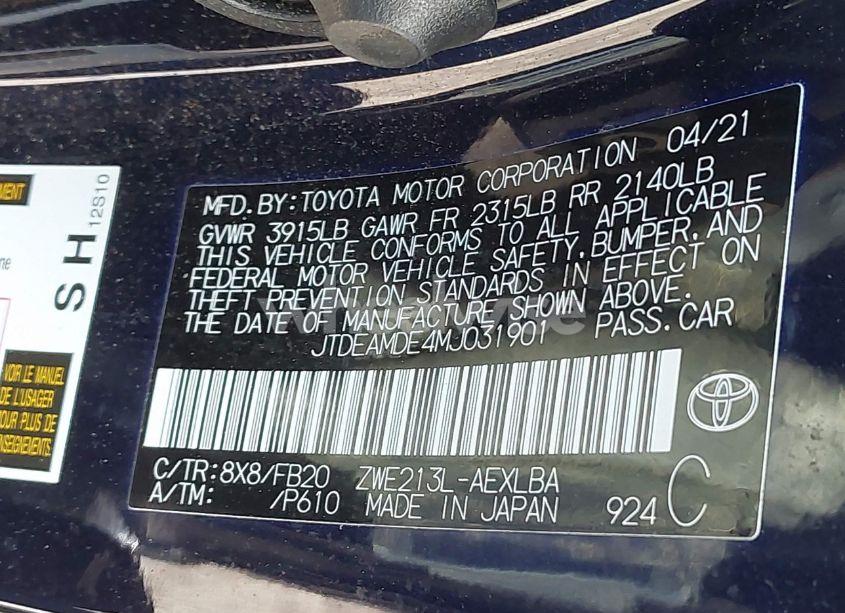 MFD. BY: TOYOTA MOTOR CORPORATION 04/21
GVWR 3915LB GAWR FR 2315LB RR 2140LB
THIS VEHICLE CONFORMS TO ALL APPLICABLE
FEDERAL MOTOR VEHICLE SAFETY, BUMPER, AND
THEFT PREVENTION STANDARDS IN EFFECT ON
THE DATE OF MANUFACTURE SHOWN ABOVE.
JTDEAMDE4MJ031901 PASS. CAR
C/TR: 8X8/FB20 ZWE213L-AEXLBA
A/TM: /P610 MADE IN JAPAN 924 C
S H
12S10
VOIR LE MANUEL
DE L'USAGER
POUR PLUS DE